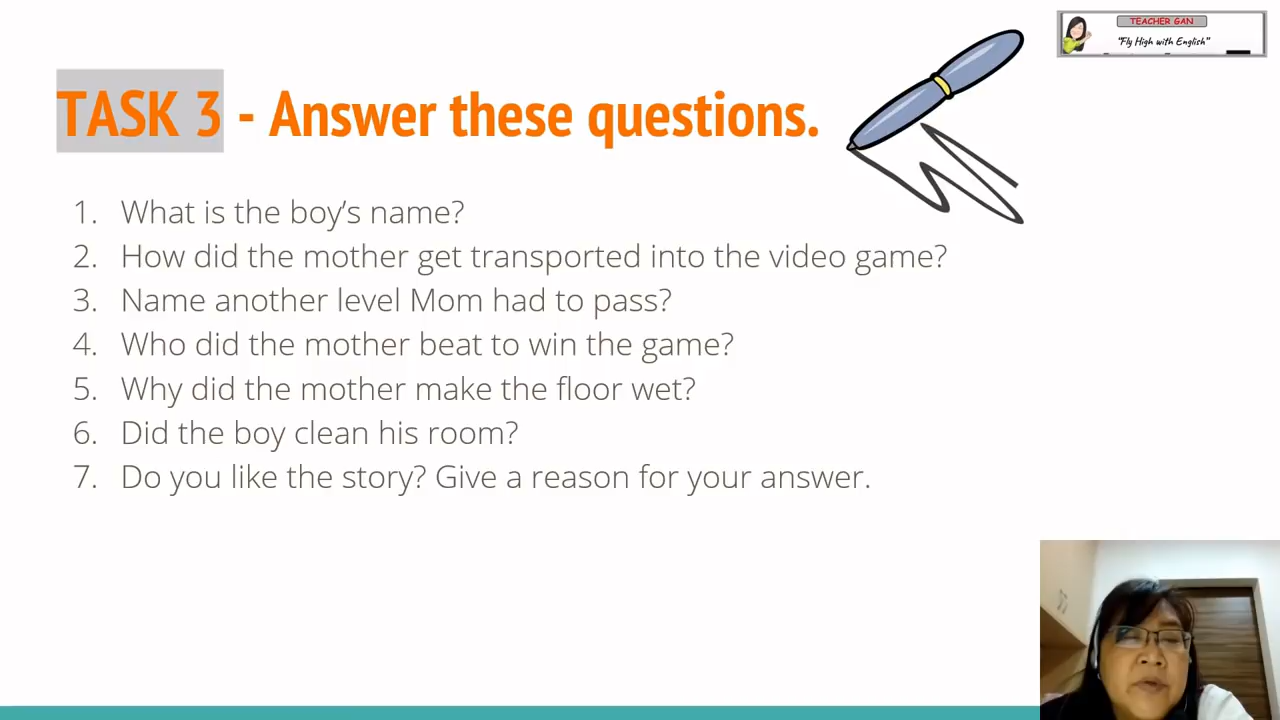 TEACHER GAN
"Fly High with English"
TASK 3 - Answer these questions.
1. What is the boy’s name?
2. How did the mother get transported into the video game?
3. Name another level Mom had to pass?
4. Who did the mother beat to win the game?
5. Why did the mother make the floor wet?
6. Did the boy clean his room?
7. Do you like the story? Give a reason for your answer.